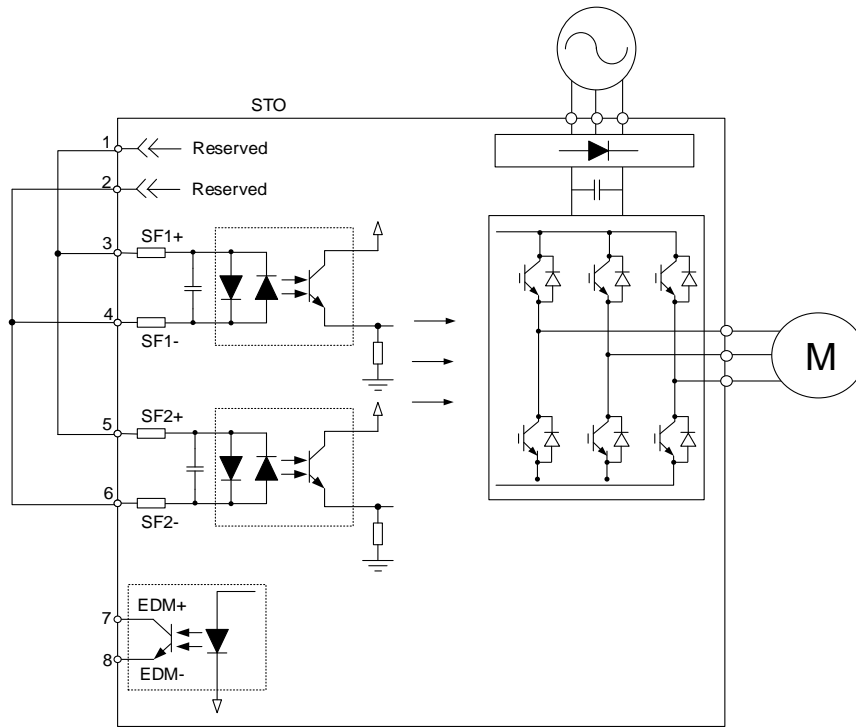 STO
1 Reserved
2 Reserved
3 SF1+
4
SF1-
5 SF2+
6
SF2-
7 EDM+
8
EDM-
M